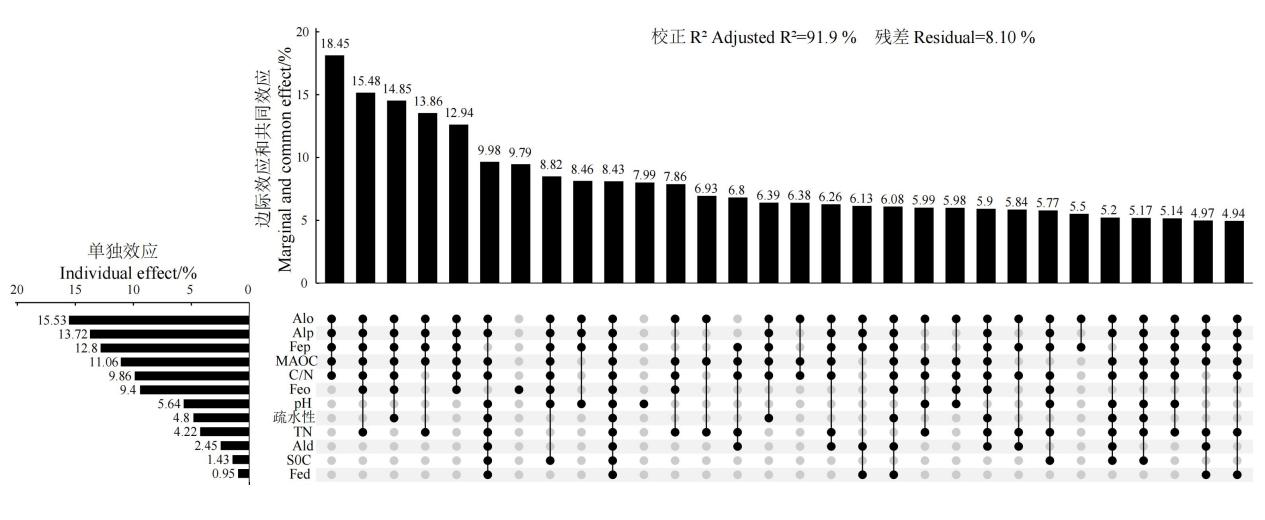 校正 R² Adjusted R²=91.9 % 残差 Residual=8.10 %
边际效应和共同效应
Marginal and common effect/%
20
15
10
5
0
18.45 15.48 14.85 13.86 12.94 9.98 9.79 8.82 8.46 8.43 7.99 7.86 6.93 6.8 6.39 6.38 6.26 6.13 6.08 5.99 5.98 5.9 5.84 5.77 5.5 5.2 5.17 5.14 4.97 4.94
单独效应
Individual effect/%
20 15 10 5 0
15.53 Alo
13.72 Alp
12.8 Fep
11.06 MAOC
9.86 C/N
9.4 Feo
5.64 pH
4.8 疏水性
4.22 TN
2.45 Ald
1.43 S0C
0.95 Fed